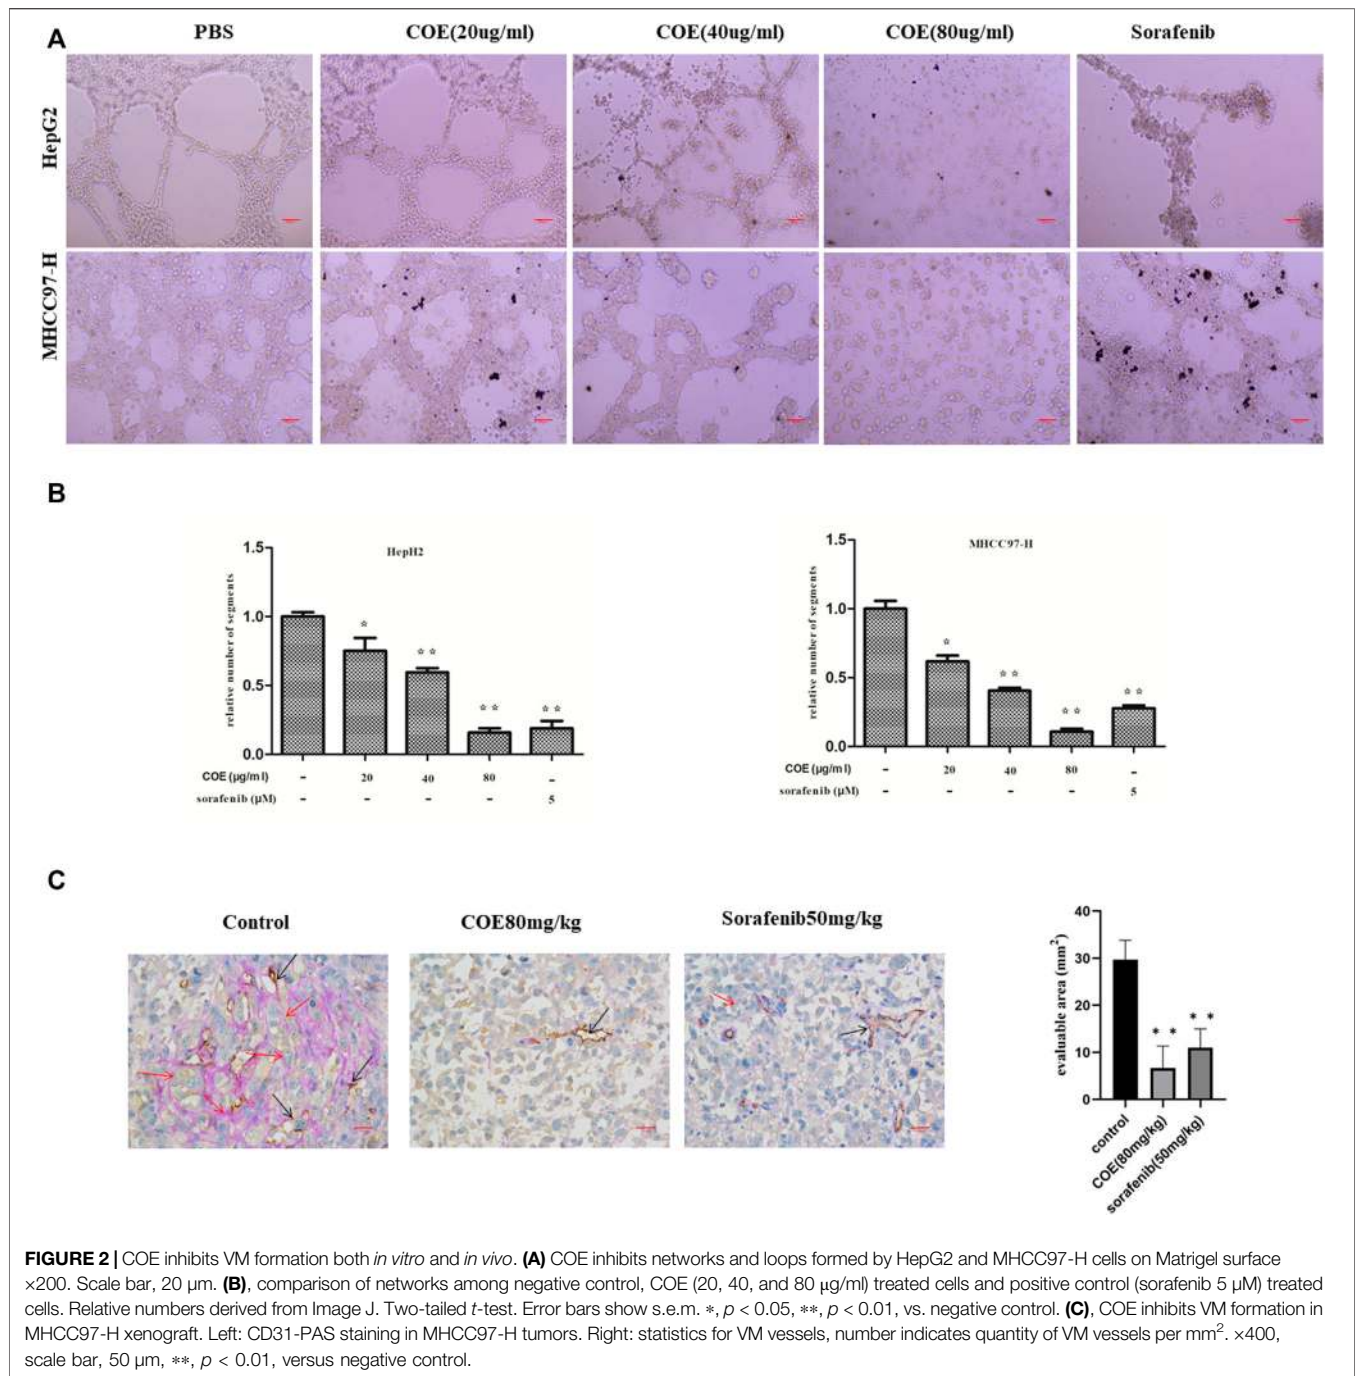 A
PBS
COE(20ug/ml)
COE(40ug/ml)
COE(80ug/ml)
Sorafenib
HepG2
MHCC97-H
B
HepH2
relative number of segments
1.5
1.0
0.5
0.0
☆
☆ ☆
☆ ☆
☆ ☆
COE (µg/ml) - 20 40 80 -
sorafenib (µM) - - - - 5
MHCC97-H
relative number of segments
1.5
1.0
0.5
0.0
☆
☆ ☆
☆ ☆
☆ ☆
COE (µg/ml) - 20 40 80 -
sorafenib (µM) - - - - 5
C
Control
COE80mg/kg
Sorafenib50mg/kg
evaluable area (mm²)
40
30
20
10
0
* *
* *
control
COE(80mg/kg)
sorafenib(50mg/kg)
FIGURE 2 | COE inhibits VM formation both in vitro and in vivo. (A) COE inhibits networks and loops formed by HepG2 and MHCC97-H cells on Matrigel surface
×200. Scale bar, 20 µm. (B), comparison of networks among negative control, COE (20, 40, and 80 µg/ml) treated cells and positive control (sorafenib 5 µM) treated
cells. Relative numbers derived from Image J. Two-tailed t-test. Error bars show s.e.m. ∗, p < 0.05, ∗∗, p < 0.01, vs. negative control. (C), COE inhibits VM formation in
MHCC97-H xenograft. Left: CD31-PAS staining in MHCC97-H tumors. Right: statistics for VM vessels, number indicates quantity of VM vessels per mm². ×400,
scale bar, 50 µm, ∗∗, p < 0.01, versus negative control.